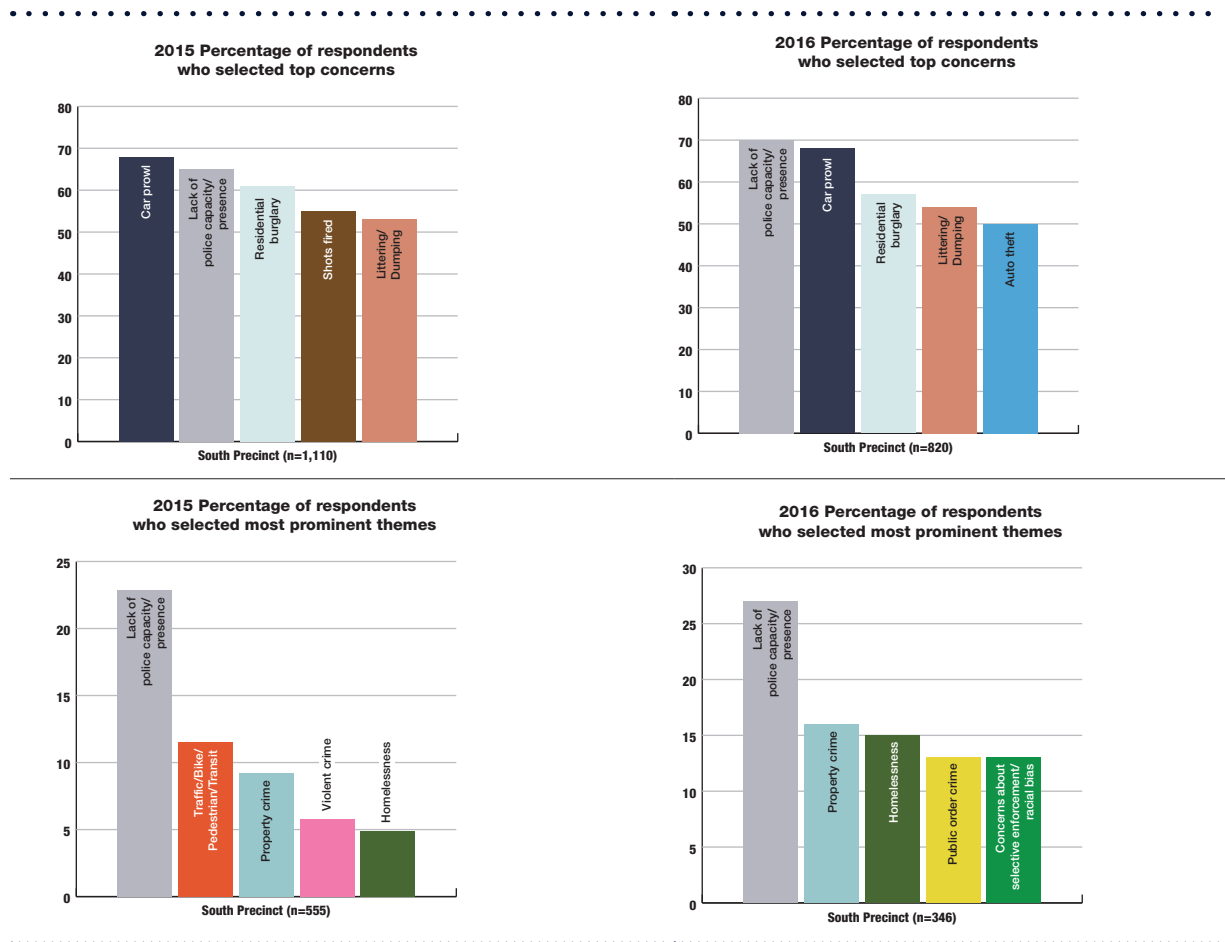 2015 Percentage of respondents
who selected top concerns
80
70
60
50
40
30
20
10
0
Car prowl
Lack of
police capacity/
presence
Residential
burglary
Shots fired
Littering/
Dumping
South Precinct (n=1,110)
2016 Percentage of respondents
who selected top concerns
80
70
60
50
40
30
20
10
0
Lack of
police capacity/
presence
Car prowl
Residential
burglary
Littering/
Dumping
Auto theft
South Precinct (n=820)
2015 Percentage of respondents
who selected most prominent themes
25
20
15
10
5
0
Lack of
police capacity/
presence
Traffic/Bike/
Pedestrian/Transit
Property crime
Violent crime
Homelessness
South Precinct (n=555)
2016 Percentage of respondents
who selected most prominent themes
30
25
20
15
10
5
0
Lack of
police capacity/
presence
Property crime
Homelessness
Public order crime
Concerns about
selective enforcement/
racial bias
South Precinct (n=346)